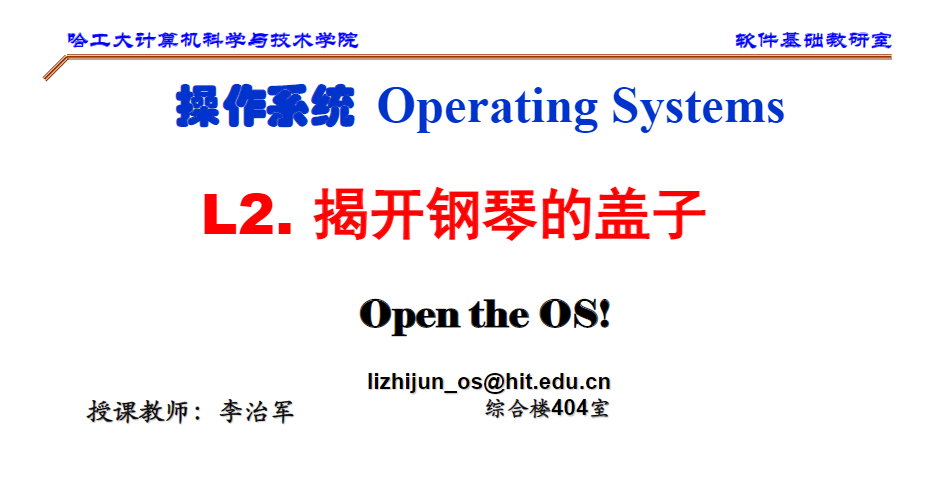 哈工大计算机科学与技术学院 软件基础教研室
操作系统 Operating Systems
L2. 揭开钢琴的盖子
Open the OS!
lizhijun_os@hit.edu.cn
授课教师：李治军 综合楼404室